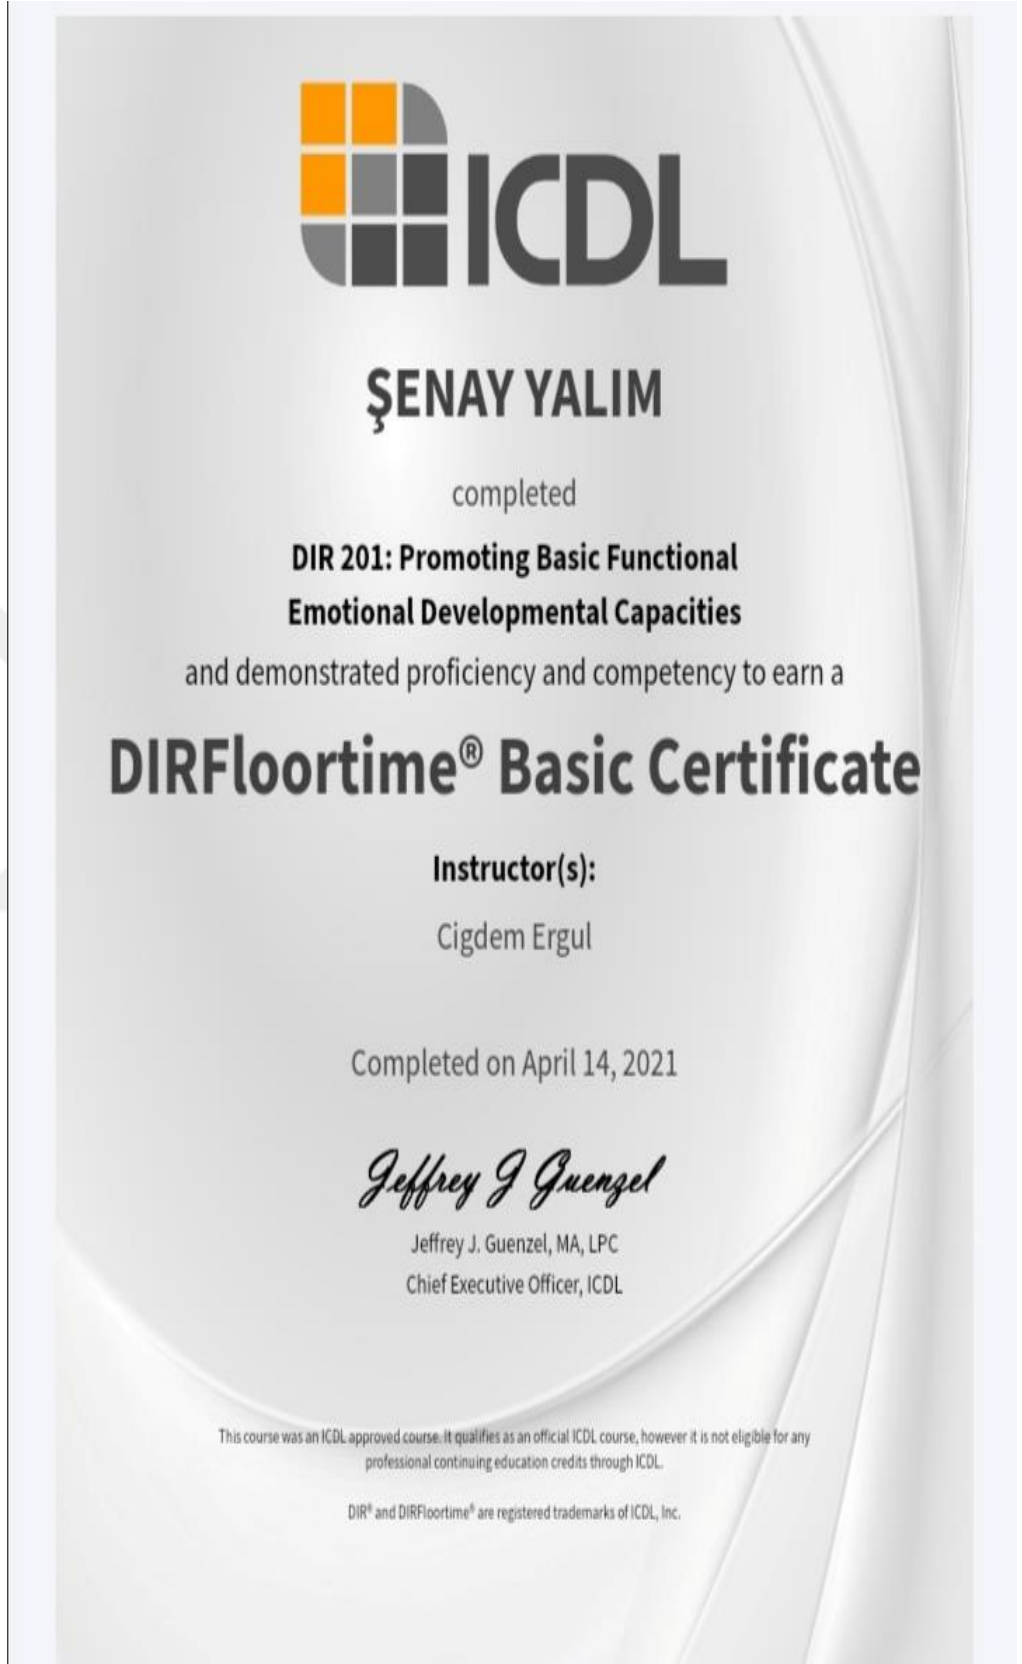 ICDL
ŞENAY YALIM
completed
DIR 201: Promoting Basic Functional
Emotional Developmental Capacities
and demonstrated proficiency and competency to earn a
DIRFloortime® Basic Certificate
Instructor(s):
Cigdem Ergul
Completed on April 14, 2021
Jeffrey J Guenzel
Jeffrey J. Guenzel, MA, LPC
Chief Executive Officer, ICDL
This course was an ICDL approved course. It qualifies as an official ICDL course, however it is not eligible for any
professional continuing education credits through ICDL.
DIR® and DIRFloortime® are registered trademarks of ICDL, Inc.